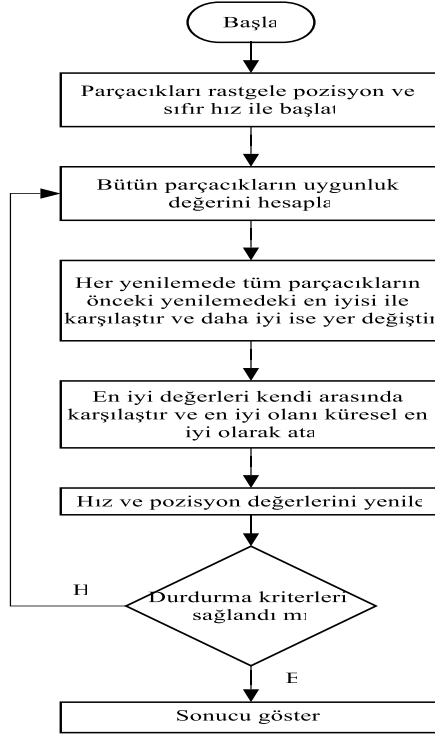 Başla
Parçacıkları rastgele pozisyon ve
sıfır hız ile başlat
Bütün parçacıkların uygunluk
değerini hesapla
Her yenilemede tüm parçacıkların
önceki yenilemedeki en iyisi ile
karşılaştır ve daha iyi ise yer değiştir
En iyi değerleri kendi arasında
karşılaştır ve en iyi olanı küresel en
iyi olarak ata
Hız ve pozisyon değerlerini yenile
H
Durdurma kriterleri
sağlandı mı
E
Sonucu göster